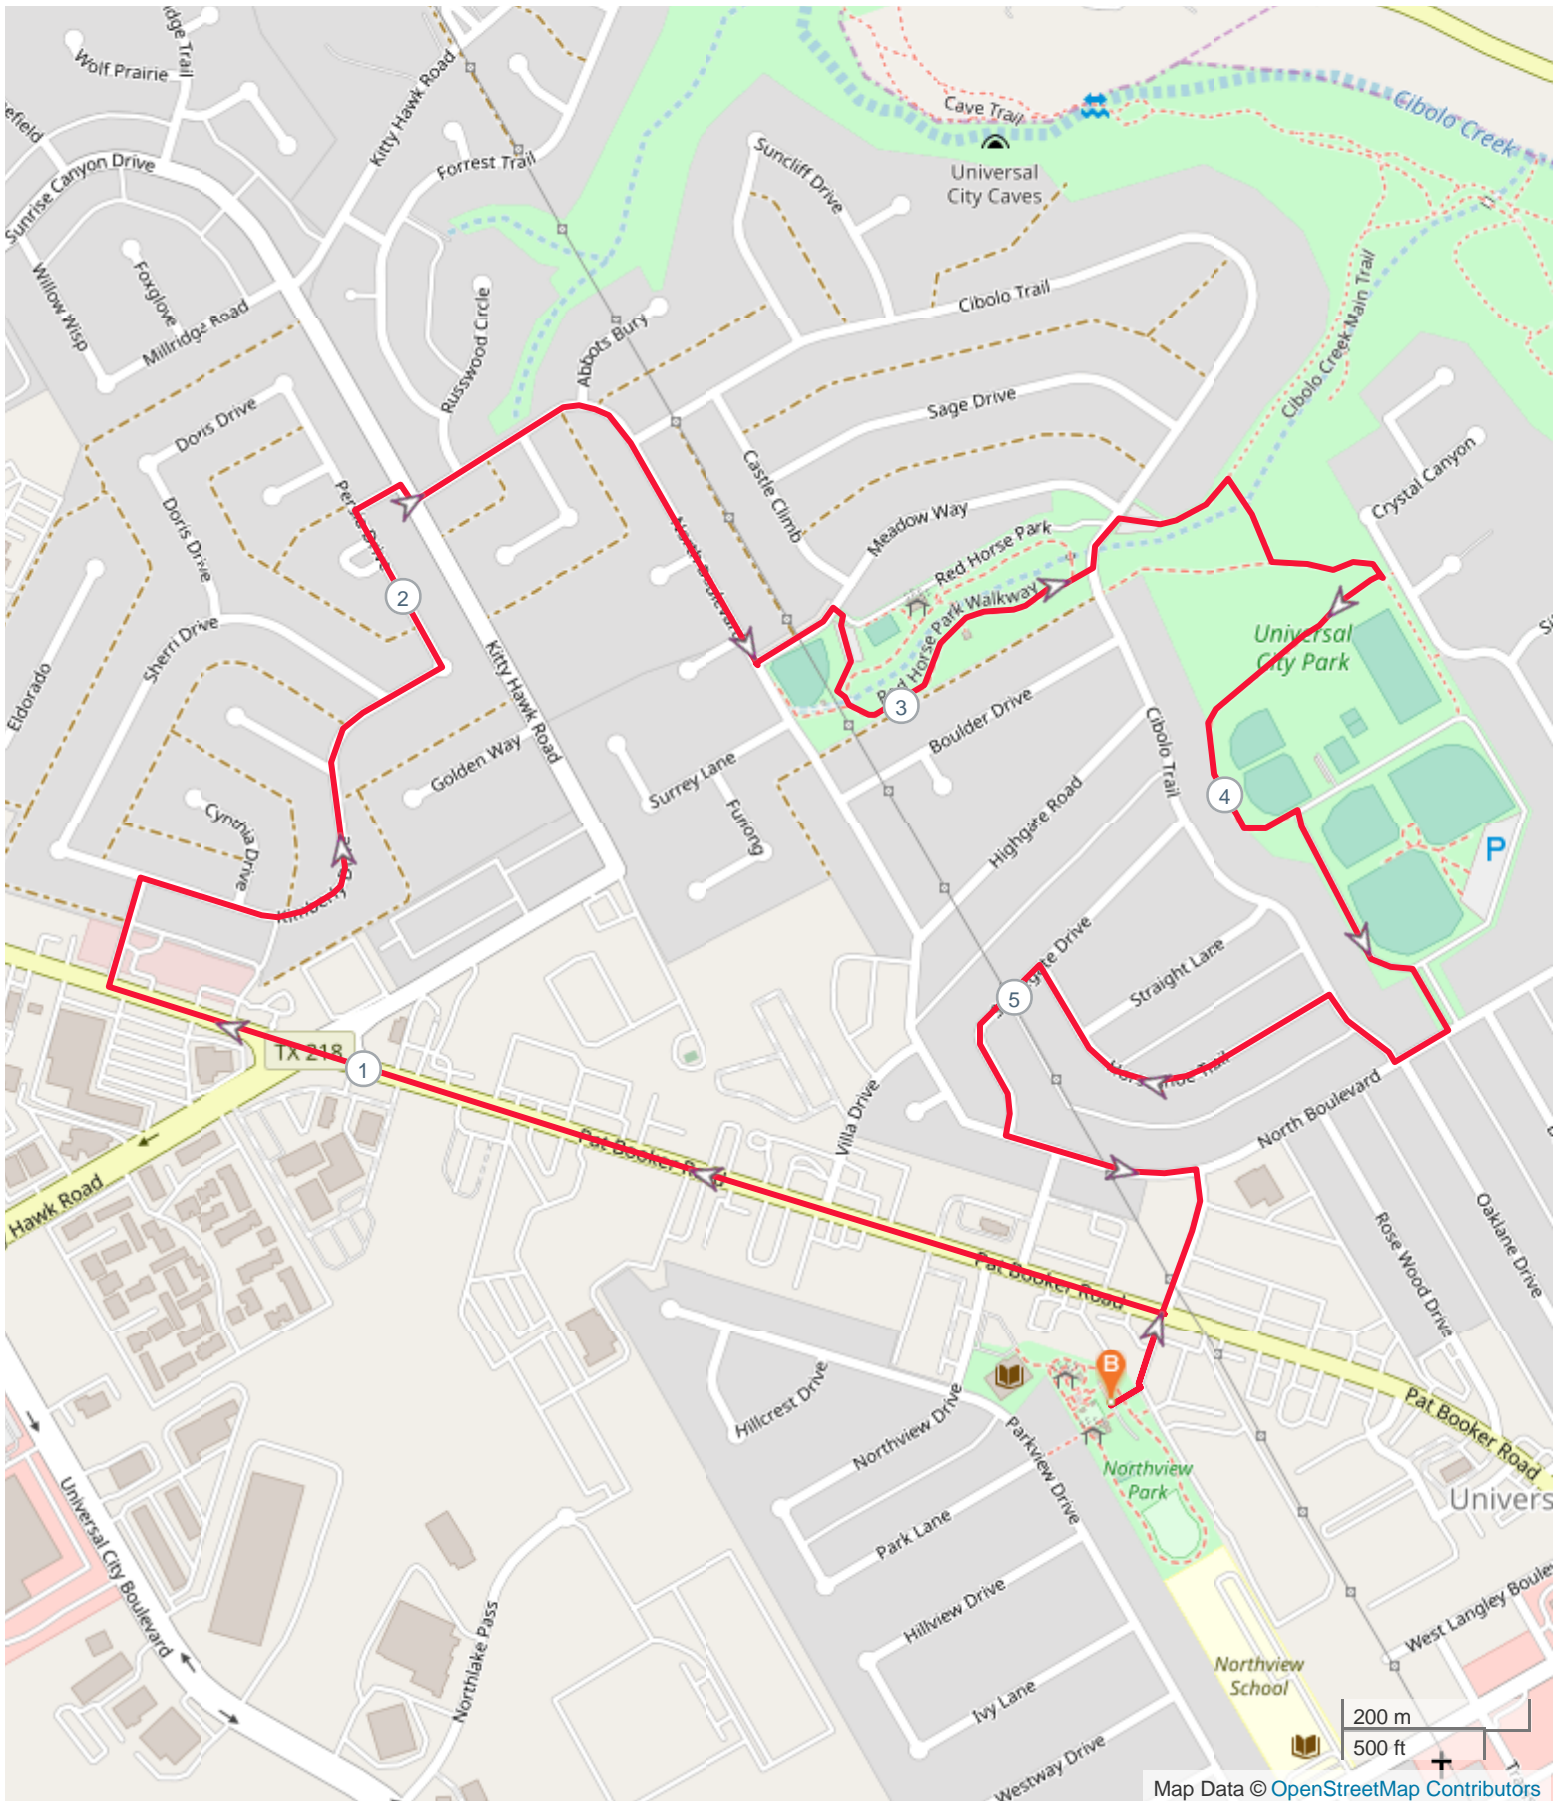 Wolf Prairie
Kitty Hawk Road
Cave Trail
Cibolo Creek
Sunrise Canyon Drive
Forrest Trail
Suncliff Drive
Universal
City Caves
Willow Wisp
Foxglove
Millridge Road
Russwood Circle
Abbots Bury
Cibolo Trail
Cibolo Creek Main Trail
Doris Drive
Sage Drive
Castle Climb
Crystal Canyon
Doris Drive
Meadow Way
Red Horse Park
2
Red Horse Park Walkway
Universal
City Park
Sherri Drive
Eldorado
Kitty Hawk Road
3
Boulder Drive
Cibolo Trail
Golden Way
Surrey Lane
Furlong
4
Cynthia Drive
Highgate Road
P
Straight Lane
5
TX 218
1
North Boulevard
Villa Drive
Pat Booker Road
Hawk Road
Rose Wood Drive
Oaklane Drive
Pat Booker Road
B
Hillcrest Drive
Northview Drive
Parkview Drive
Pat Booker Road
Northview
Park
Univers
Park Lane
Universal City Boulevard
Hillview Drive
West Langley Boule
Northlake Pass
Northview
School
Ivy Lane
Westway Drive
200 m
500 ft
Map Data © OpenStreetMap Contributors